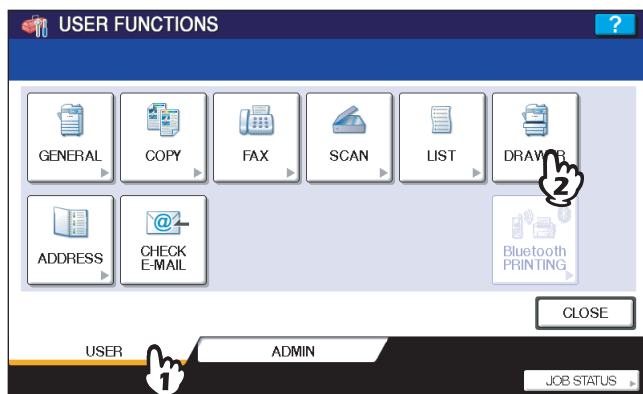 USER FUNCTIONS
?
GENERAL
COPY
FAX
SCAN
LIST
DRAWER
2
ADDRESS
@
CHECK
E-MAIL
Bluetooth
PRINTING
CLOSE
USER
1
ADMIN
JOB STATUS